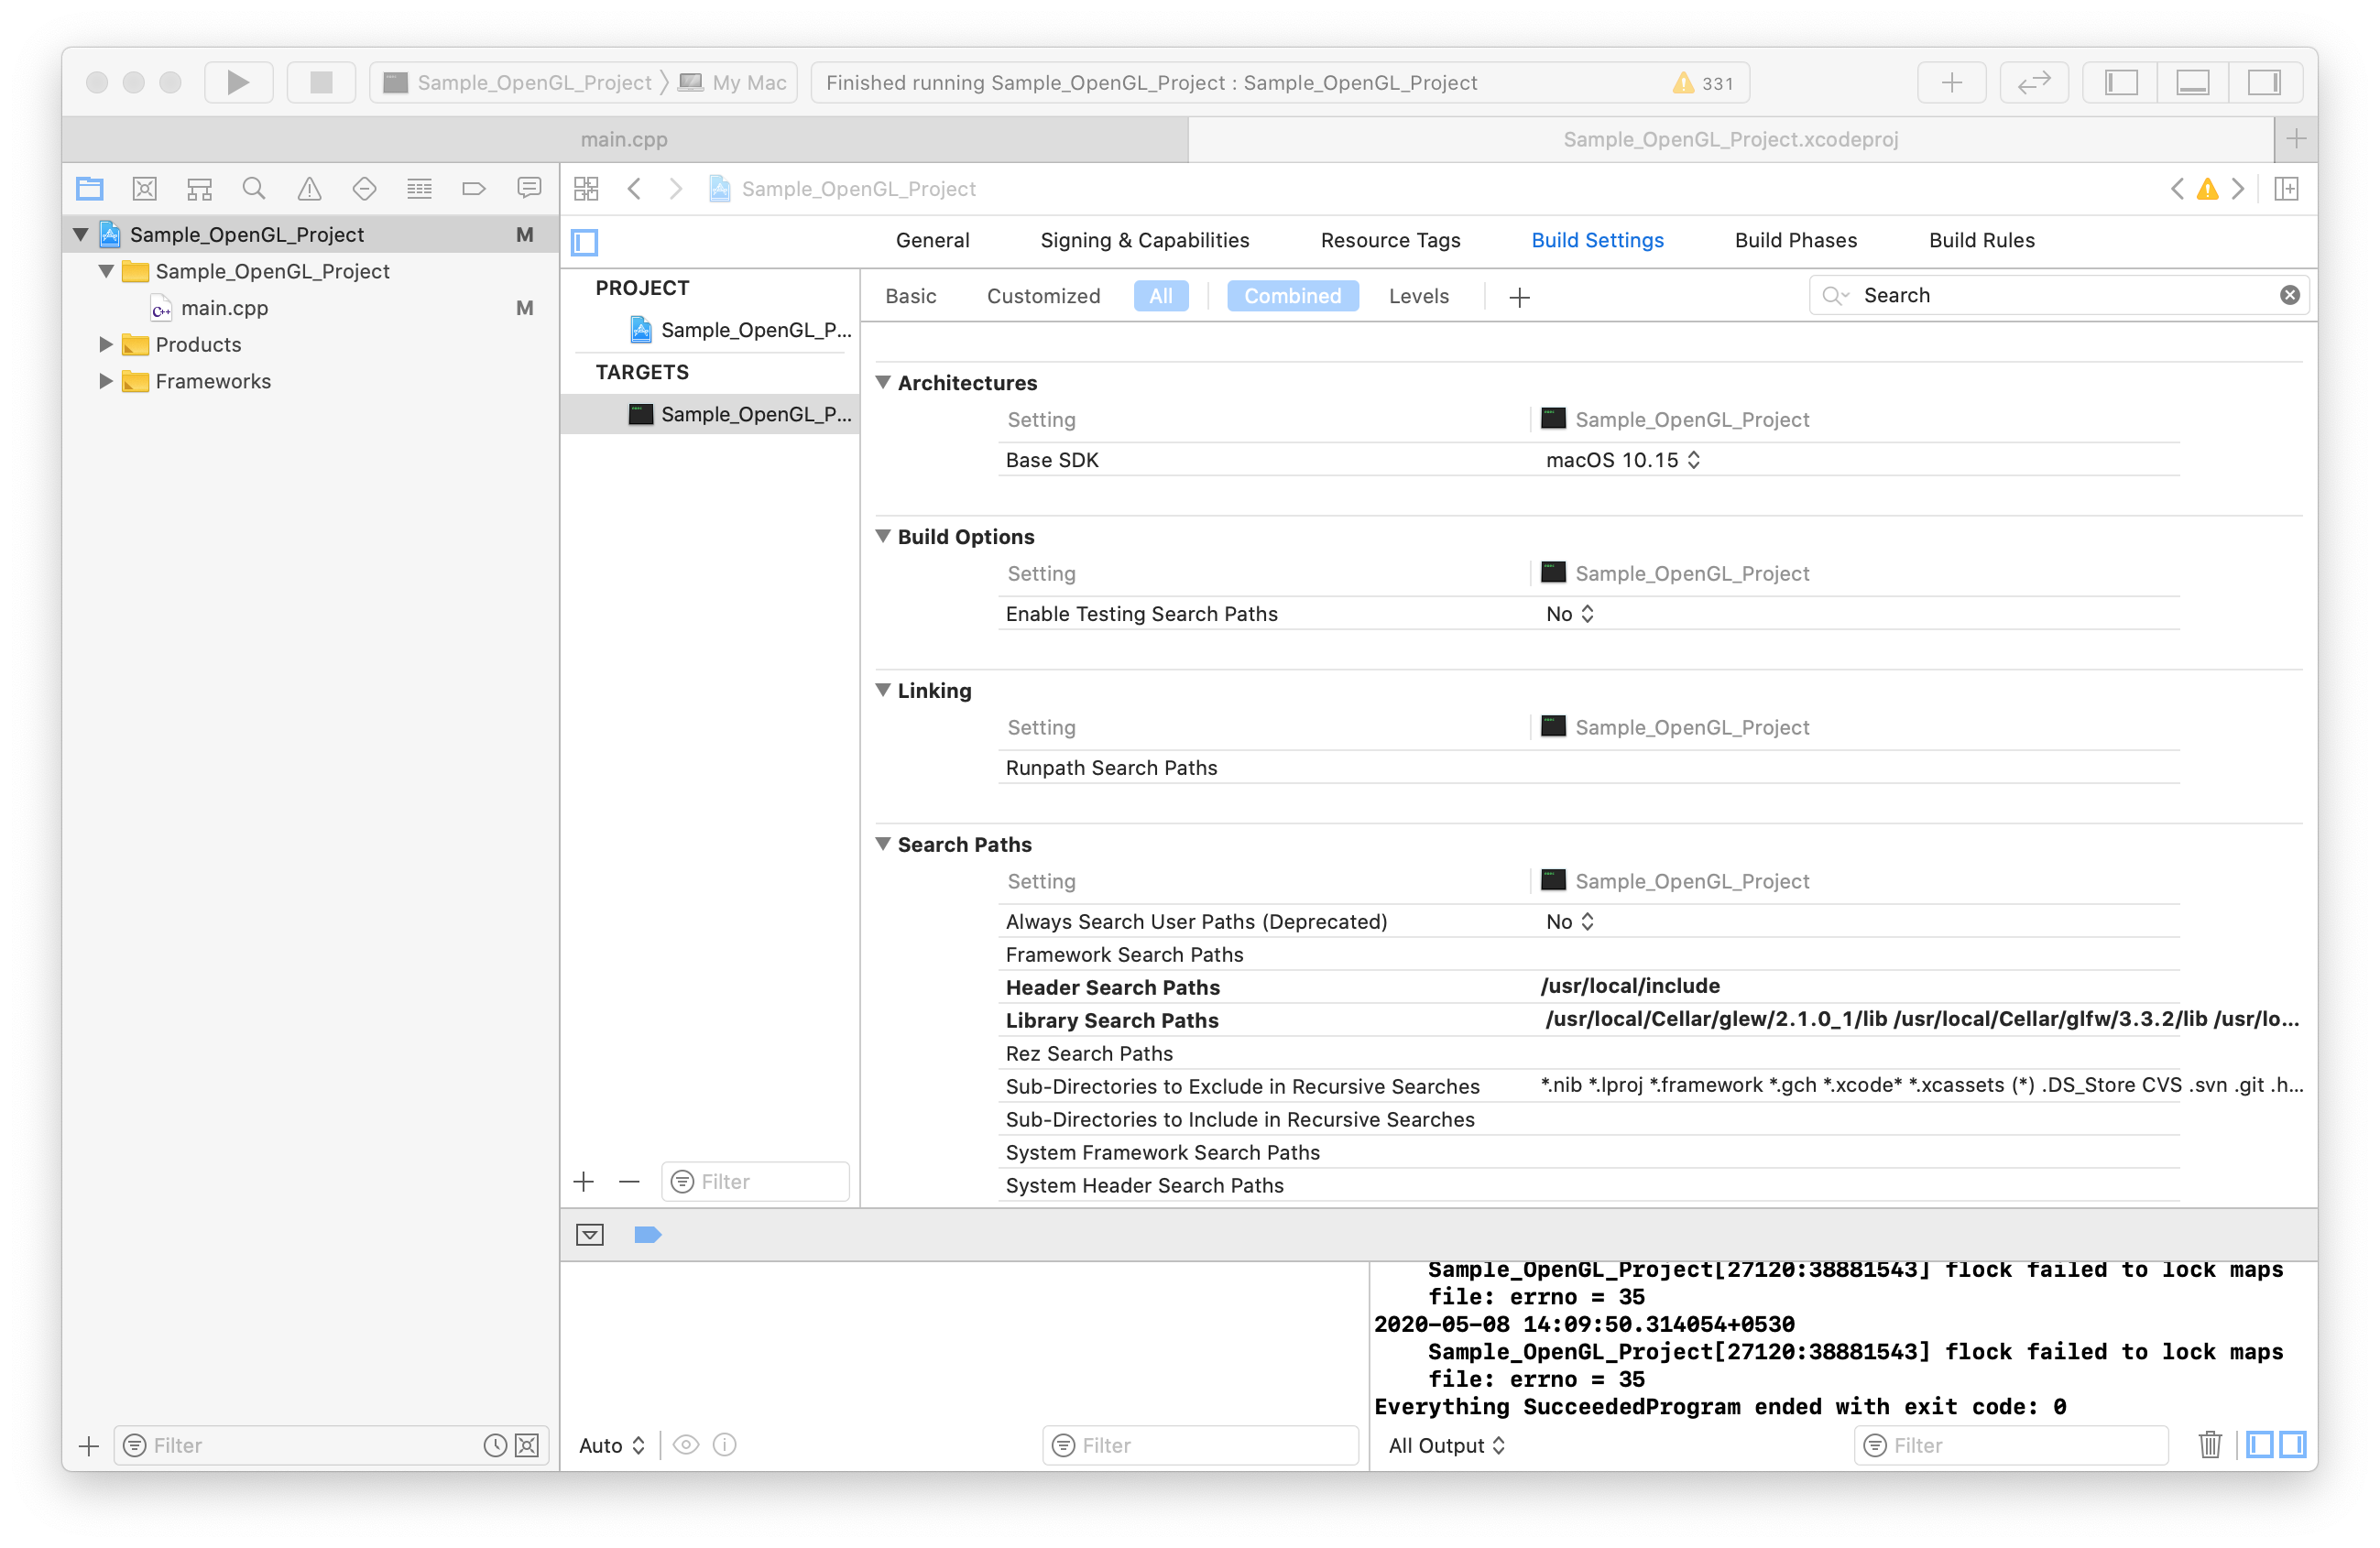 Sample_OpenGL_Project 〉 My Mac
Finished running Sample_OpenGL_Project : Sample_OpenGL_Project
331
main.cpp
Sample_OpenGL_Project.xcodeproj
Sample_OpenGL_Project
Sample_OpenGL_Project M
Sample_OpenGL_Project
main.cpp M
Products
Frameworks
Filter
General Signing & Capabilities Resource Tags Build Settings Build Phases Build Rules
PROJECT
Sample_OpenGL_P...
TARGETS
Sample_OpenGL_P...
Filter
Basic Customized All Combined Levels
Search
Architectures
Setting Sample_OpenGL_Project
Base SDK macOS 10.15
Build Options
Setting Sample_OpenGL_Project
Enable Testing Search Paths No
Linking
Setting Sample_OpenGL_Project
Runpath Search Paths
Search Paths
Setting Sample_OpenGL_Project
Always Search User Paths (Deprecated) No
Framework Search Paths
Header Search Paths /usr/local/include
Library Search Paths /usr/local/Cellar/glew/2.1.0_1/lib /usr/local/Cellar/glfw/3.3.2/lib /usr/lo...
Rez Search Paths
Sub-Directories to Exclude in Recursive Searches *.nib *.lproj *.framework *.gch *.xcode* *.xcassets (*) .DS_Store CVS .svn .git .h...
Sub-Directories to Include in Recursive Searches
System Framework Search Paths
System Header Search Paths
Auto
Filter
Sample_OpenGL_Project[27120:38881543] flock failed to lock maps
file: errno = 35
2020-05-08 14:09:50.314054+0530
Sample_OpenGL_Project[27120:38881543] flock failed to lock maps
file: errno = 35
Everything SucceededProgram ended with exit code: 0
All Output
Filter